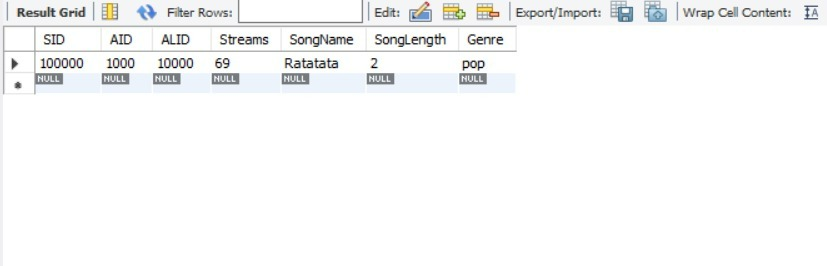 Result Grid Filter Rows: Edit: Export/Import: Wrap Cell Content: IA
SID AID ALID Streams SongName SongLength Genre
100000 1000 10000 69 Ratatata 2 pop
NULL NULL NULL NULL NULL NULL NULL